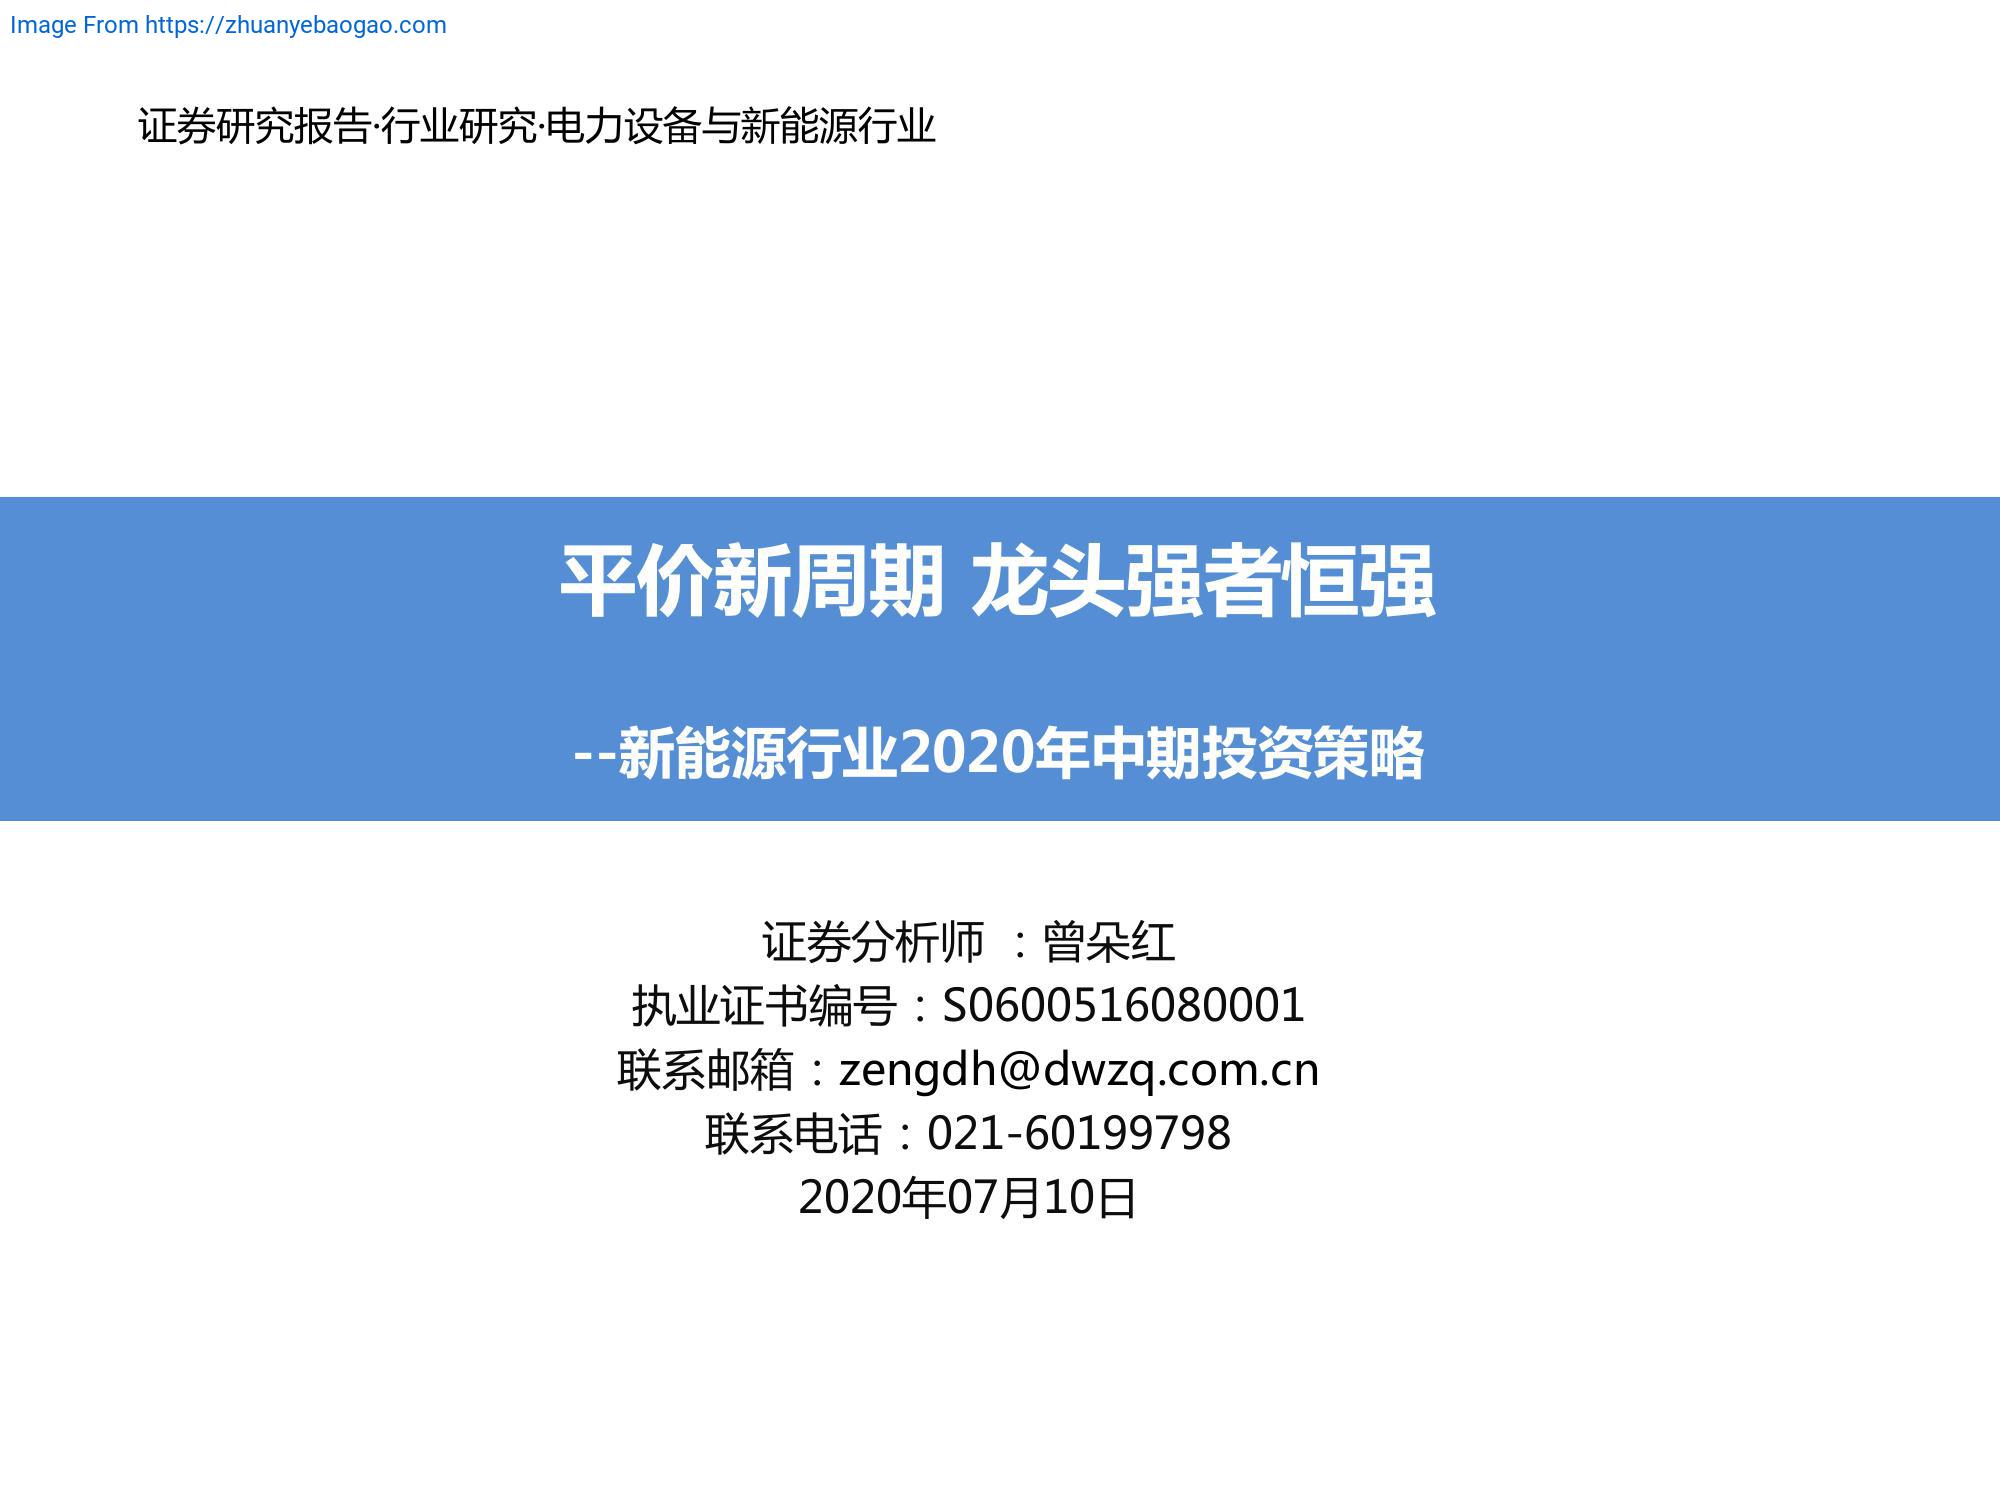 Image From https://zhuanyebaogao.com
证券研究报告·行业研究·电力设备与新能源行业
平价新周期 龙头强者恒强
--新能源行业2020年中期投资策略
证券分析师 ：曾朵红
执业证书编号：S0600516080001
联系邮箱：zengdh@dwzq.com.cn
联系电话：021-60199798
2020年07月10日